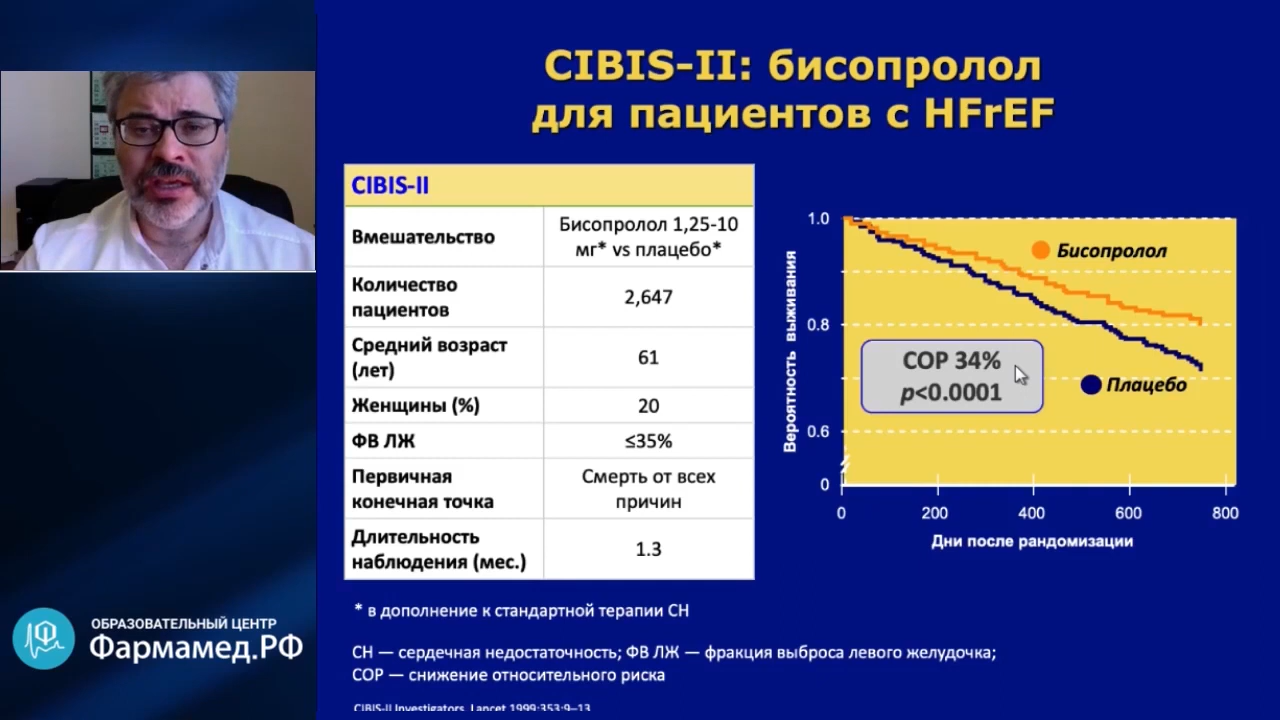 CIBIS-II: бисопролол
для пациентов с HFrEF
CIBIS-II
Вмешательство
Бисопролол 1,25-10
мг* vs плацебо*
Количество
пациентов
2,647
Средний возраст
(лет)
61
Женщины (%)
20
ФВ ЛЖ
≤35%
Первичная
конечная точка
Смерть от всех
причин
Длительность
наблюдения (мес.)
1.3
Вероятность выживания
1.0
0.8
0.6
0
Бисопролол
СОР 34%
p<0.0001
Плацебо
0
200
400
600
800
Дни после рандомизации
* в дополнение к стандартной терапии СН
СН — сердечная недостаточность; ФВ ЛЖ — фракция выброса левого желудочка;
СОР — снижение относительного риска
CIBIS-II Investigators. Lancet 1999;353:9–13
ОБРАЗОВАТЕЛЬНЫЙ ЦЕНТР
Фармамед.РФ